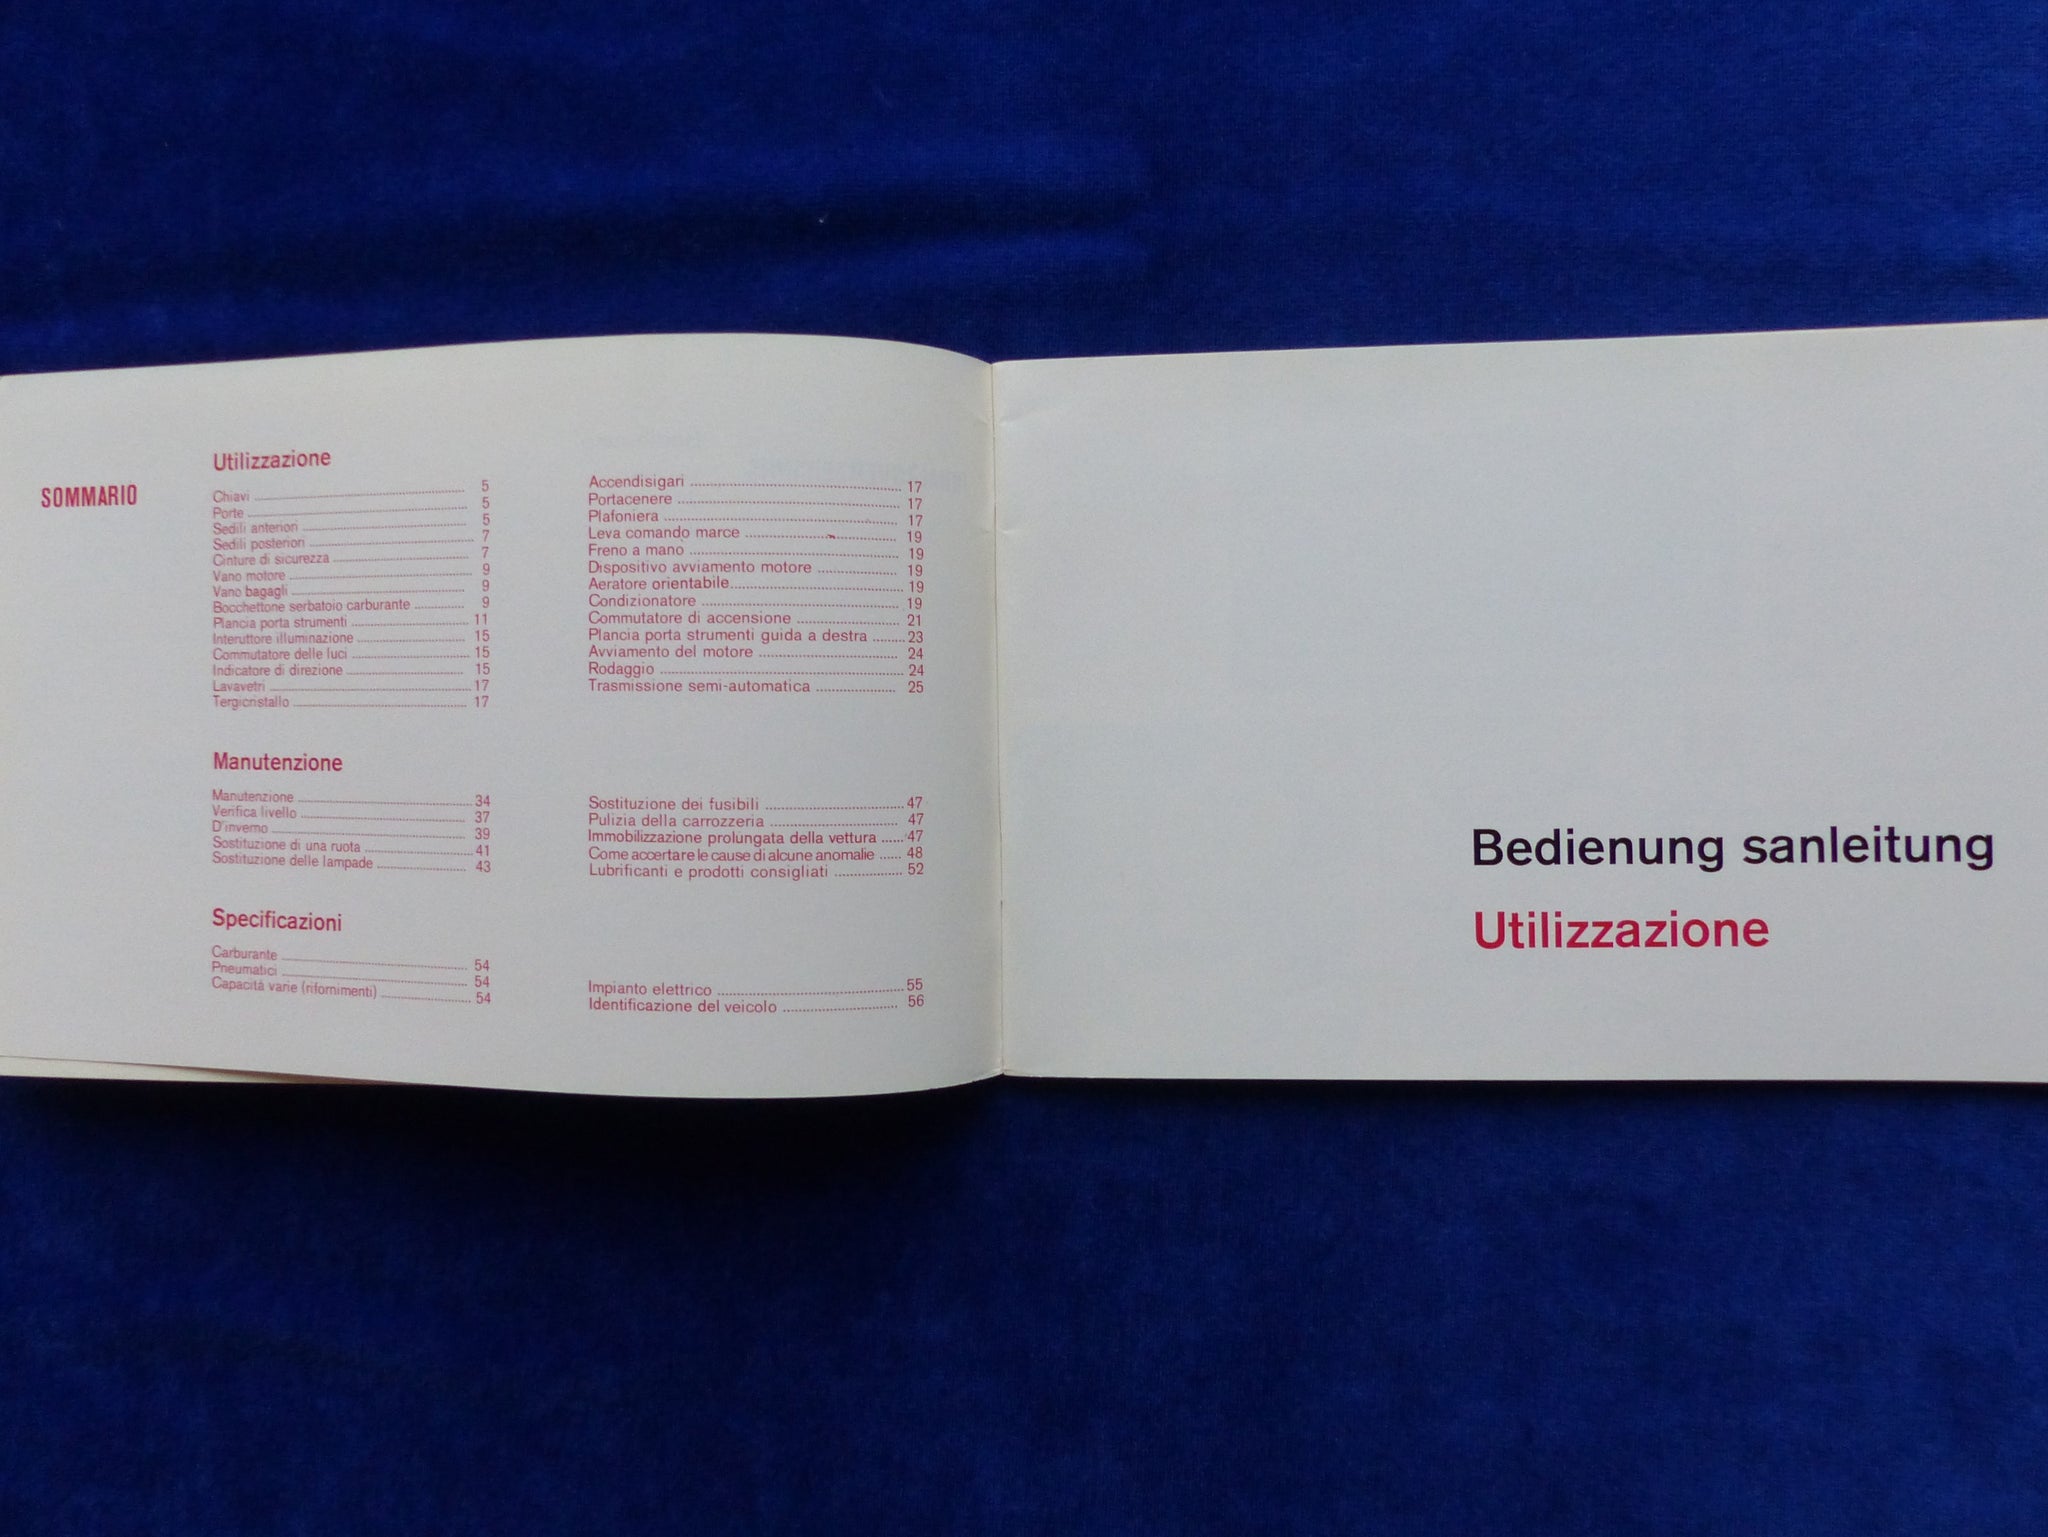 SOMMARIO
Utilizzazione
Chiavi 5
Porte 5
Sedili anteriori 5
Sedili posteriori 7
Cinture di sicurezza 7
Vano motore 9
Vano bagagli 9
Bocchettone serbatoio carburante 9
Plancia porta strumenti 11
Interuttore illuminazione 15
Commutatore delle luci 15
Indicatore di direzione 15
Lavavetri 17
Tergicristallo 17
Accendisigari 17
Portacenere 17
Plafoniera 17
Leva comando marce 19
Freno a mano 19
Dispositivo avviamento motore 19
Aeratore orientabile 19
Condizionatore 19
Commutatore di accensione 21
Plancia porta strumenti guida a destra 23
Avviamento del motore 24
Rodaggio 24
Trasmissione semi-automatica 25
Manutenzione
Manutenzione 34
Verifica livello 37
D'inverno 39
Sostituzione di una ruota 41
Sostituzione delle lampade 43
Sostituzione dei fusibili 47
Pulizia della carrozzeria 47
Immobilizzazione prolungata della vettura 47
Come accertare le cause di alcune anomalie 48
Lubrificanti e prodotti consigliati 52
Specificazioni
Carburante 54
Pneumatici 54
Capacitá varie (rifornimenti) 54
Impianto elettrico 55
Identificazione del veicolo 56
Bedienung sanleitung
Utilizzazione